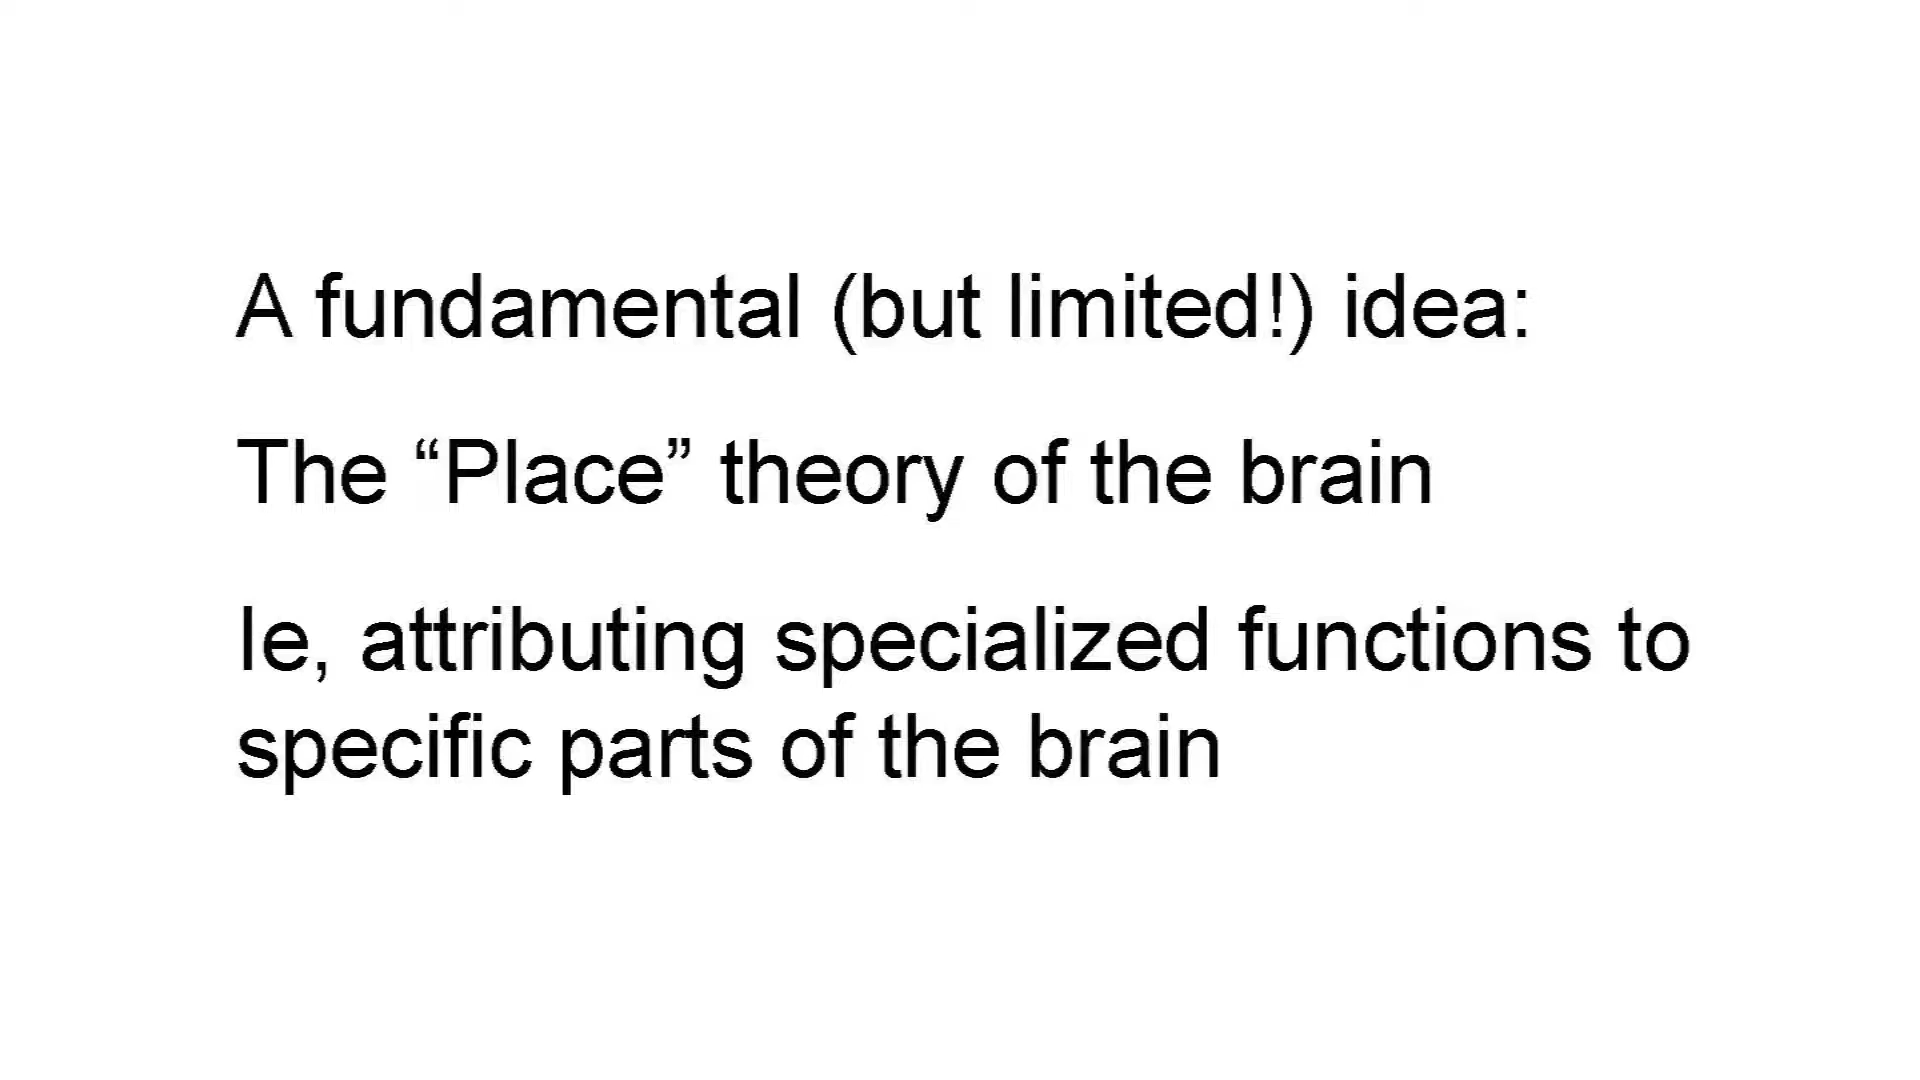 A fundamental (but limited!) idea:
The “Place” theory of the brain
Ie, attributing specialized functions to
specific parts of the brain